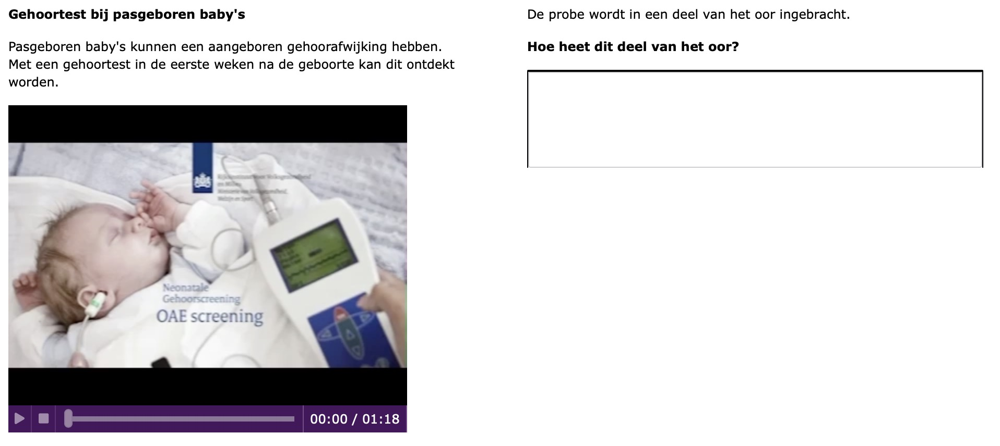 Gehoortest bij pasgeboren baby's
Pasgeboren baby's kunnen een aangeboren gehoorafwijking hebben.
Met een gehoortest in de eerste weken na de geboorte kan dit ontdekt
worden.
Rijksinstituut voor Volksgezondheid
en Milieu
Ministerie van Volksgezondheid,
Welzijn en Sport
Neonatale
Gehoorscreening
OAE screening
00:00 / 01:18
De probe wordt in een deel van het oor ingebracht.
Hoe heet dit deel van het oor?